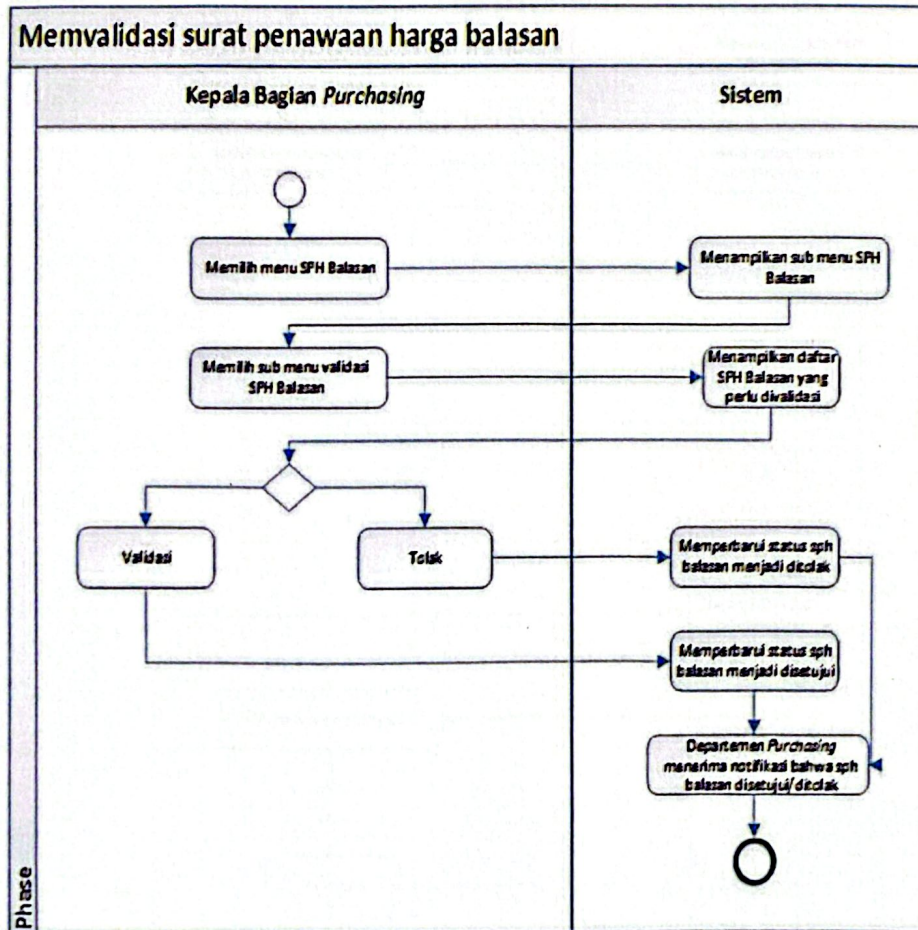 Memvalidasi surat penawaan harga balasan
Kepala Bagian Purchasing
Sistem
Memilih menu SPH Balasan
Menampilkan sub menu SPH
Balasan
Memilih sub menu validasi
SPH Balasan
Menampilkan daftar
SPH Balasan yang
perlu divalidasi
Validasi
Tolak
Memperbarui status sph
balasan menjadi ditolak
Memperbarui status sph
balasan menjadi disetujui
Departemen Purchasing
menerima notifikasi bahwa sph
balasan disetujui/ditolak
Phase